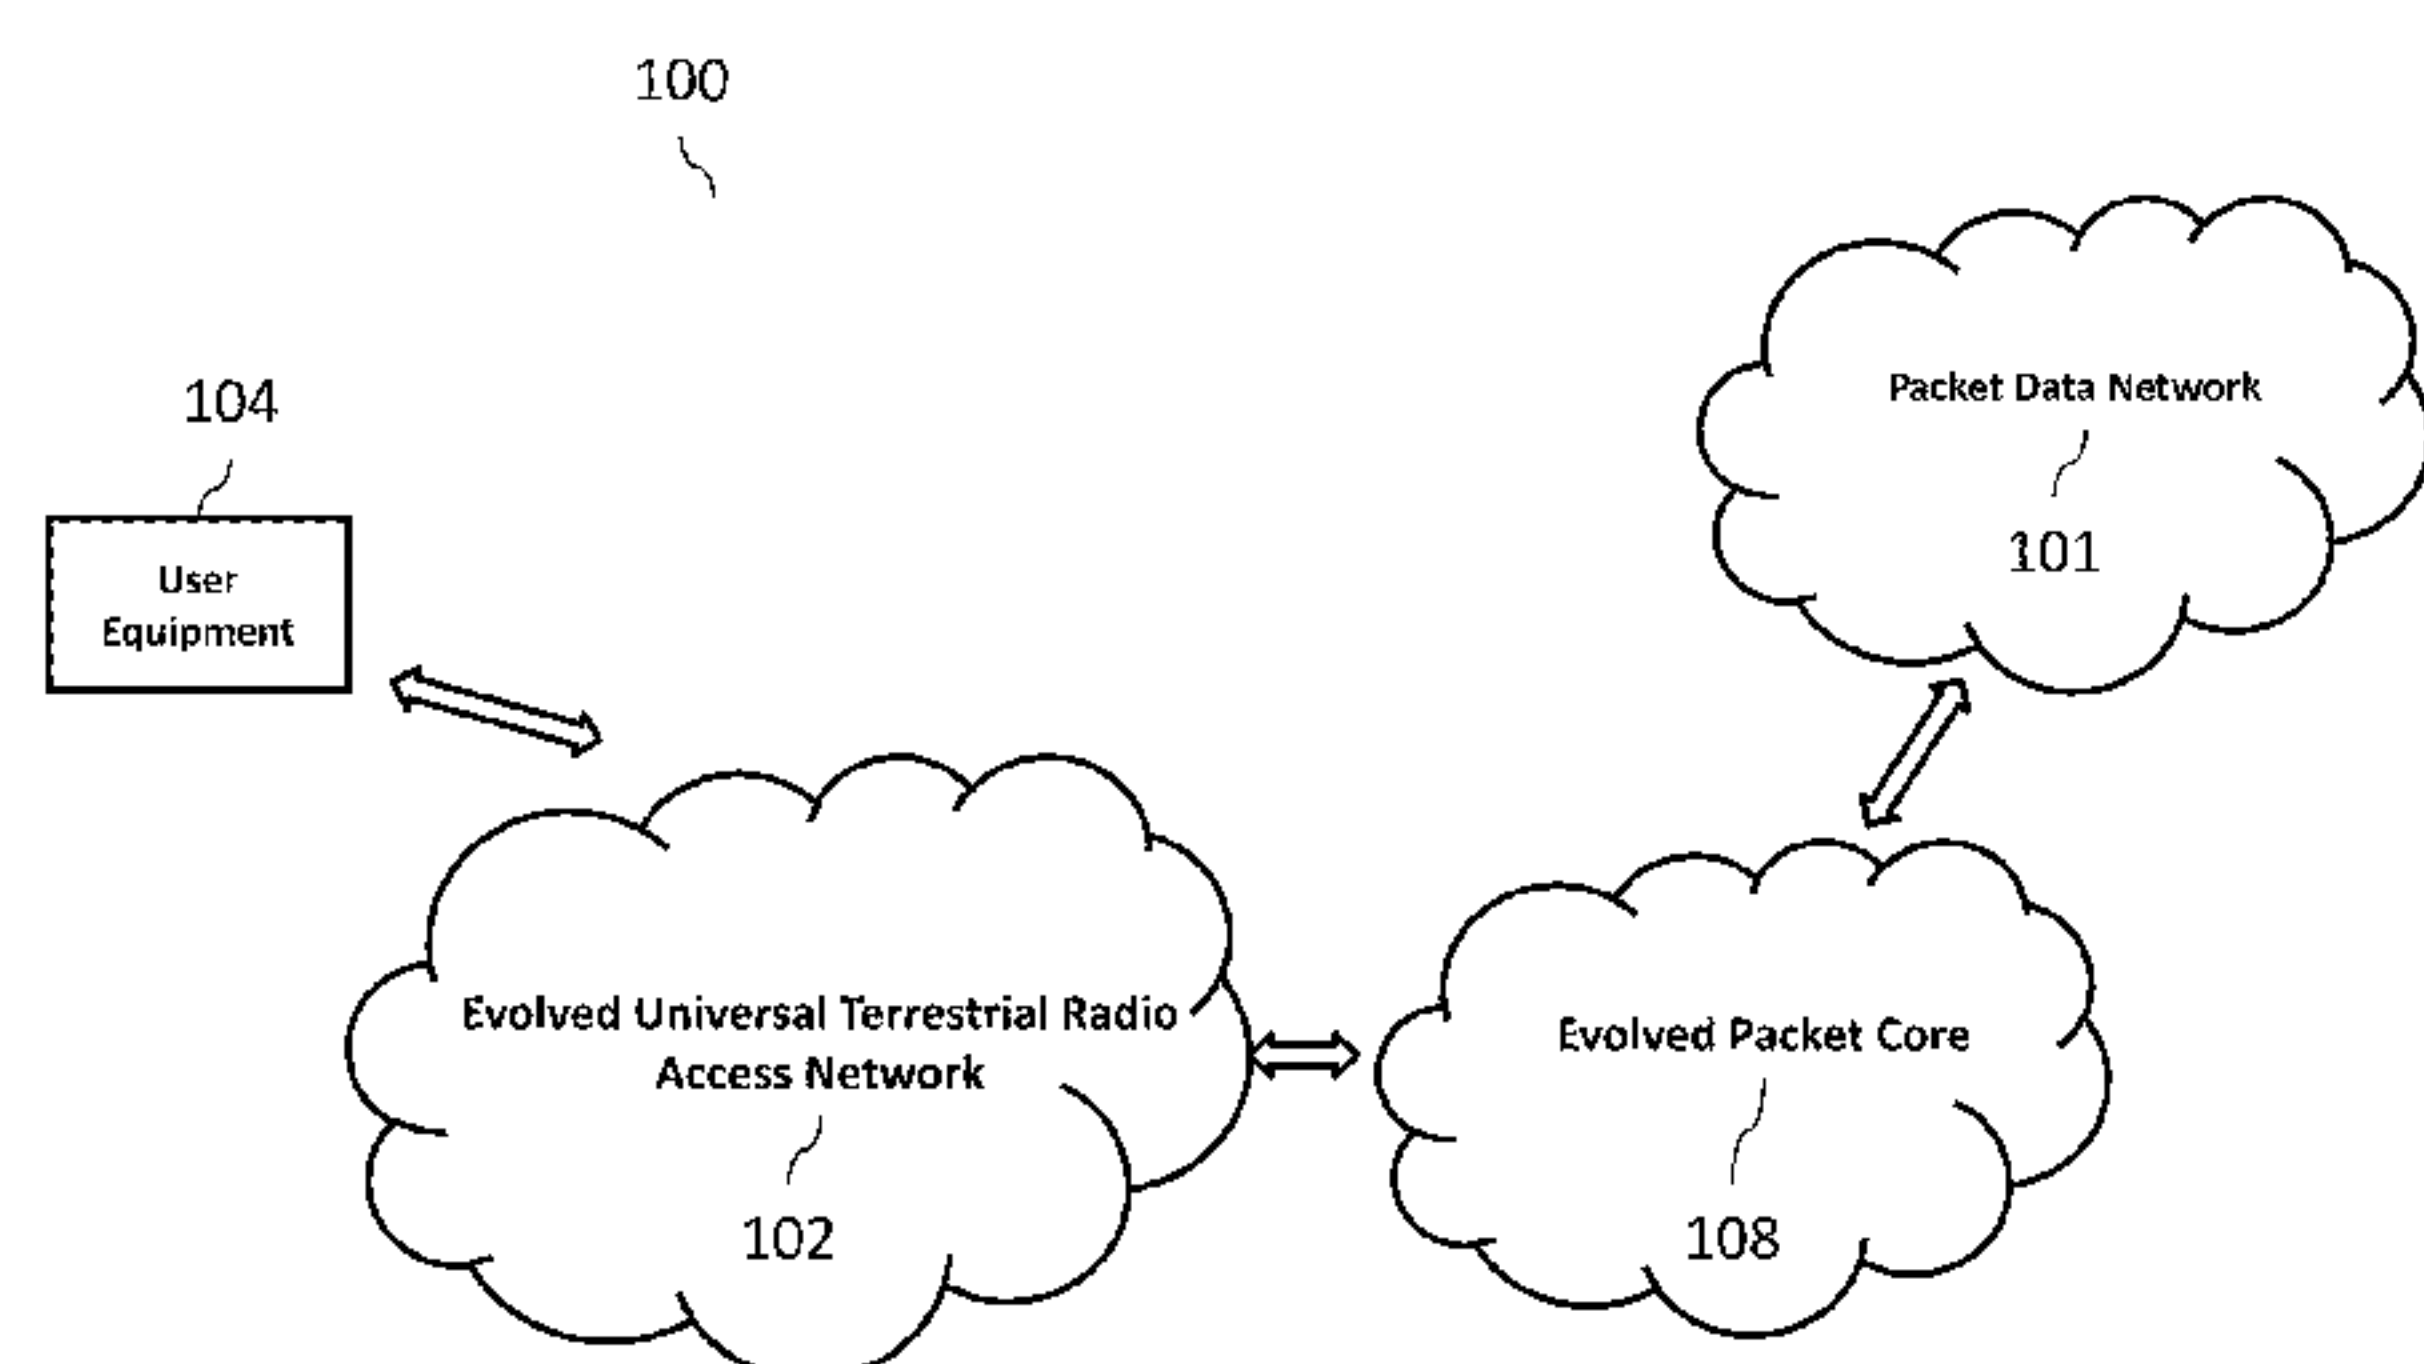 100
104
User
Equipment
Packet Data Network
101
Evolved Universal Terrestrial Radio
Access Network
102
Evolved Packet Core
108